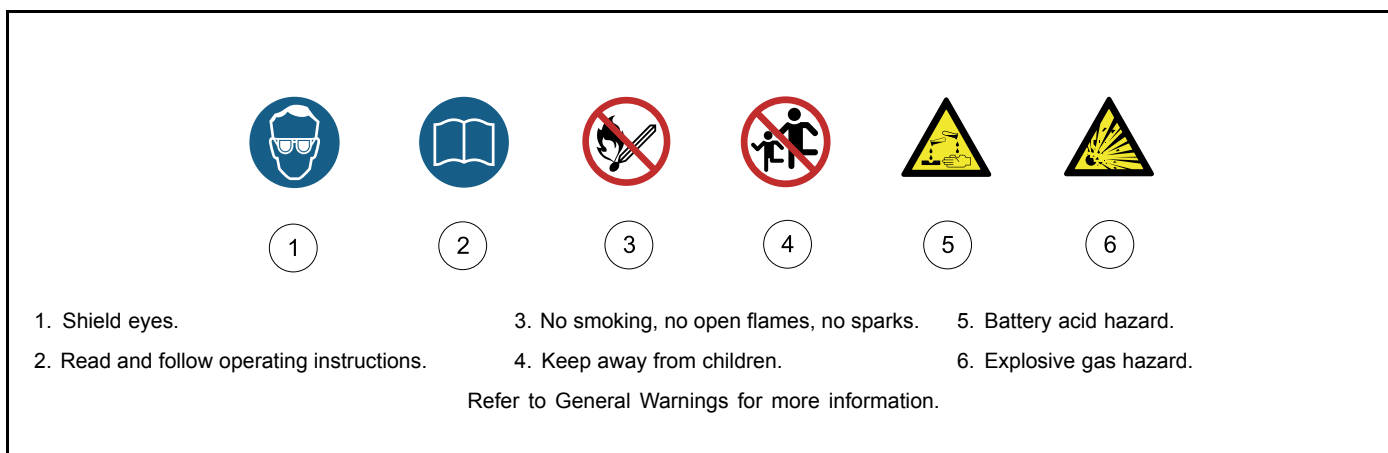 1 2 3 4 5 6
1. Shield eyes.
2. Read and follow operating instructions.
3. No smoking, no open flames, no sparks.
4. Keep away from children.
5. Battery acid hazard.
6. Explosive gas hazard.
Refer to General Warnings for more information.